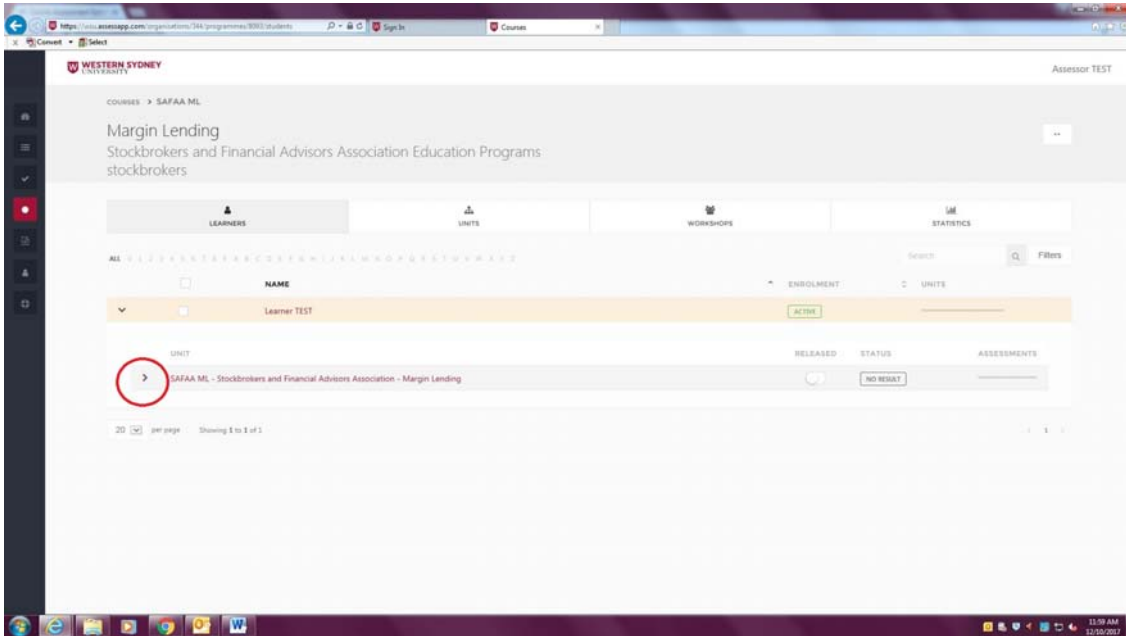 Sign In
Courses
x Convert Select
WESTERN SYDNEY
UNIVERSITY
Assessor TEST
COURSES > SAFAA ML
Margin Lending
Stockbrokers and Financial Advisors Association Education Programs
stockbrokers
LEARNERS UNITS WORKSHOPS STATISTICS
ALL
Search Filters
NAME ENROLMENT UNITS
Learner TEST ACTIVE
UNIT RELEASED STATUS ASSESSMENTS
SAFAA ML - Stockbrokers and Financial Advisors Association - Margin Lending NO RESULT
20 per page Showing 1 to 1 of 1 1
11:59 AM
12/10/2017